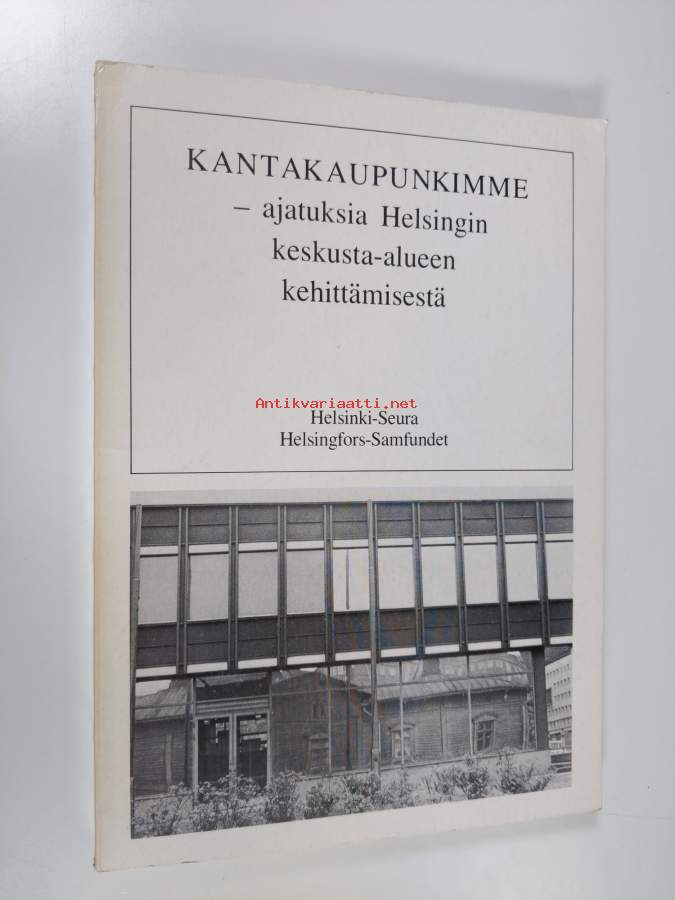 KANTAKAUPUNKIMME
– ajatuksia Helsingin
keskusta-alueen
kehittämisestä
Antikvariaatti.net
Helsinki-Seura
Helsingfors-Samfundet